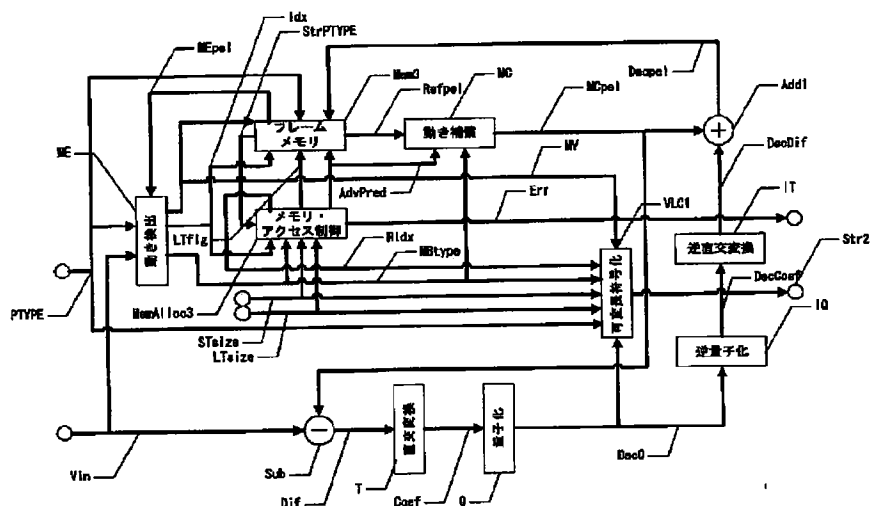 Idx
StrPTYPE
MEpel
Mem3
MC
Decpel
Refpel
MCpel
Add1
フレーム
メモリ
動き補償
ME
MV
DecDif
AdvPred
Err
IT
VLC1
動き検出
メモリ・
アクセス制御
LTflg
RIdx
逆直交変換
Str2
MBtype
DecCoef
PTYPE
MemAlloc3
可変長符号化
IQ
STsize
LTsize
逆量子化
直交変換
量子化
Vin
Sub
Dif
T
Coef
Q
DecQ